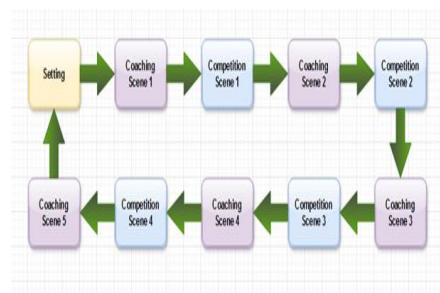 Setting
Coaching
Scene 1
Competition
Scene 1
Coaching
Scene 2
Competition
Scene 2
Coaching
Scene 3
Competition
Scene 3
Coaching
Scene 4
Competition
Scene 4
Coaching
Scene 5